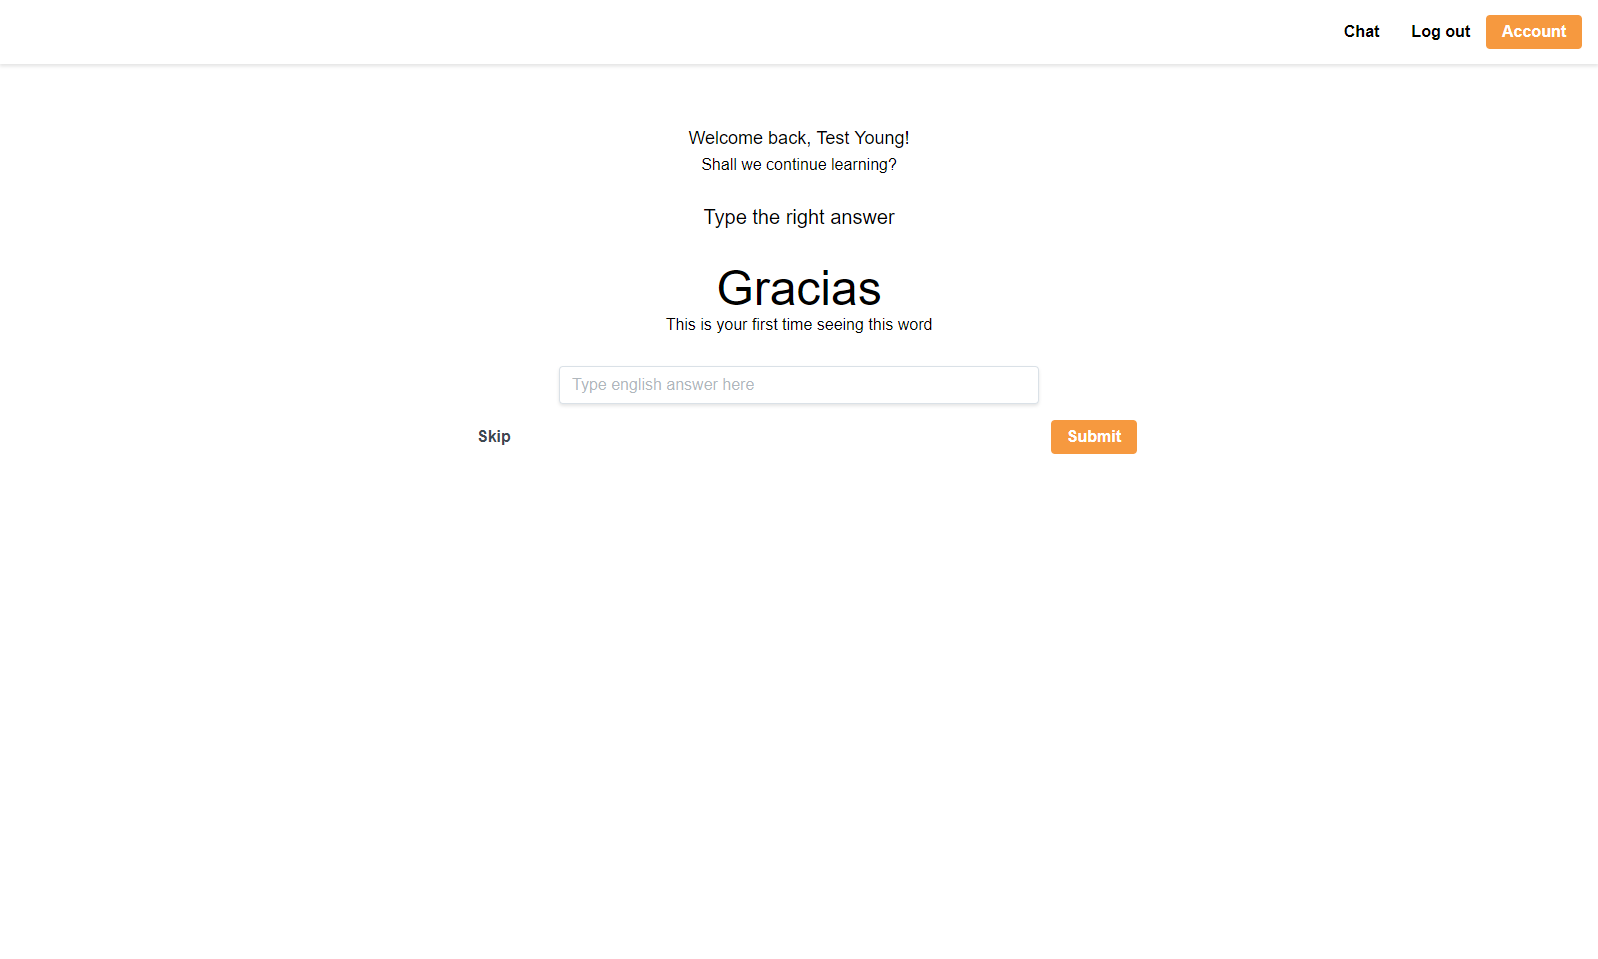 Chat Log out Account
Welcome back, Test Young!
Shall we continue learning?
Type the right answer
Gracias
This is your first time seeing this word
Type english answer here
Skip Submit